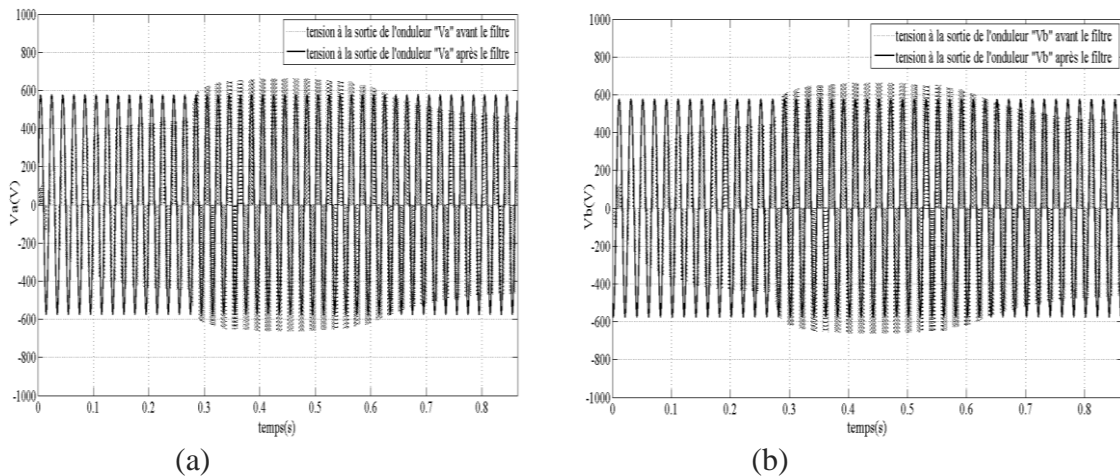 1000
800
600
400
200
0
-200
-400
-600
-800
-1000
Va(V)
tension à la sortie de l'onduleur "Va" avant le filtre
tension à la sortie de l'onduleur "Va" après le filtre
0 0.1 0.2 0.3 0.4 0.5 0.6 0.7 0.8
temps(s)
(a)
1000
800
600
400
200
0
-200
-400
-600
-800
-1000
Vb(V)
tension à la sortie de l'onduleur "Vb" avant le filtre
tension à la sortie de l'onduleur "Vb" après le filtre
0 0.1 0.2 0.3 0.4 0.5 0.6 0.7 0.8
temps(s)
(b)